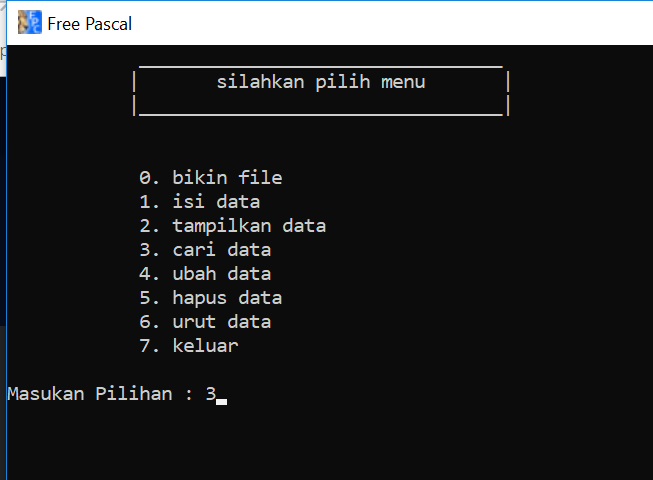 Free Pascal
silahkan pilih menu
0. bikin file
1. isi data
2. tampilkan data
3. cari data
4. ubah data
5. hapus data
6. urut data
7. keluar
Masukan Pilihan : 3_